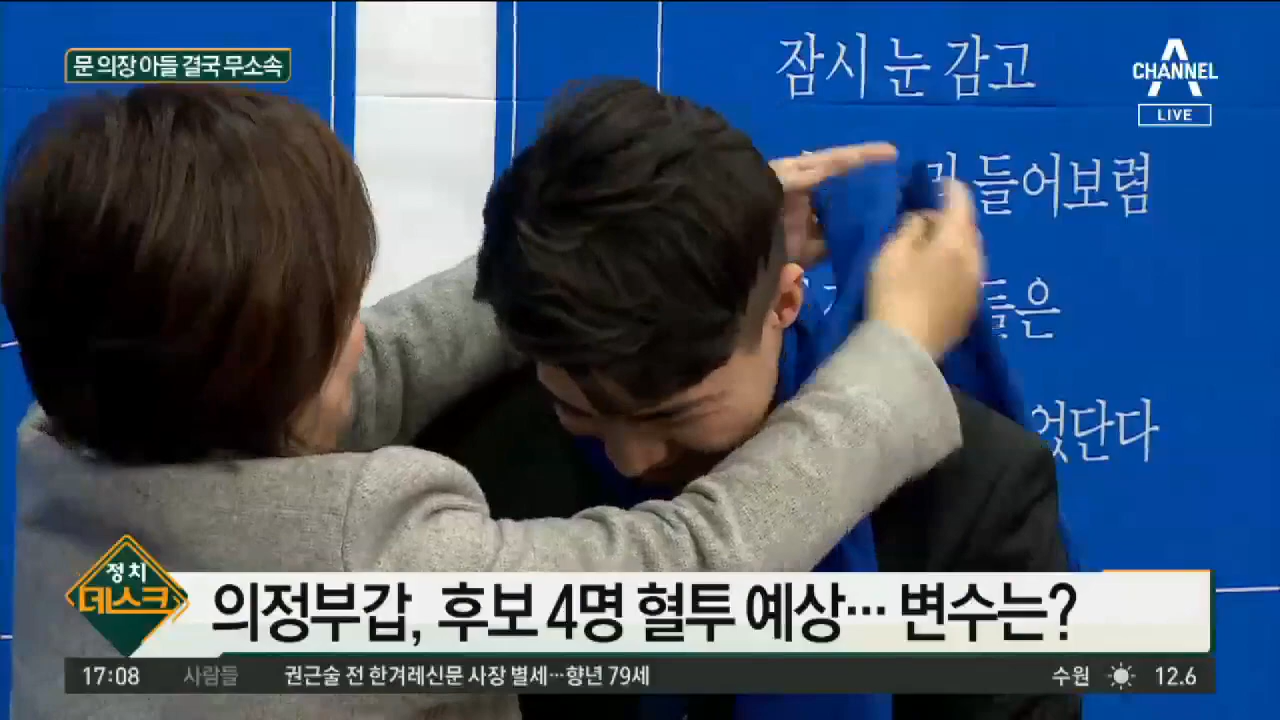 문 의장 아들 결국 무소속
잠시 눈 감고
들어보렴
었단다
CHANNEL A
LIVE
정치
데스크
의정부갑, 후보 4명 혈투 예상… 변수는?
17:08 사람들 권근술 전 한겨레신문 사장 별세…향년 79세 수원 12.6